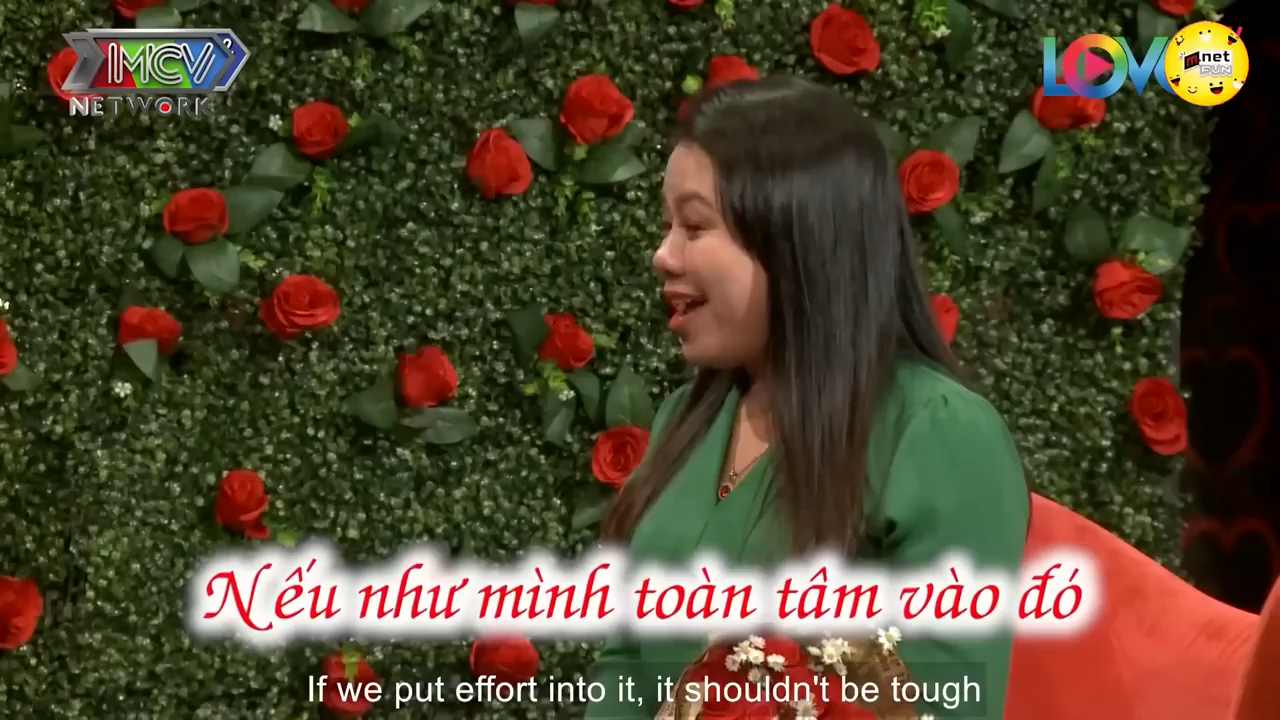 MCV
NETWORK
LOVE
m.net
FUN
Nếu như mình toàn tâm vào đó
If we put effort into it, it shouldn't be tough